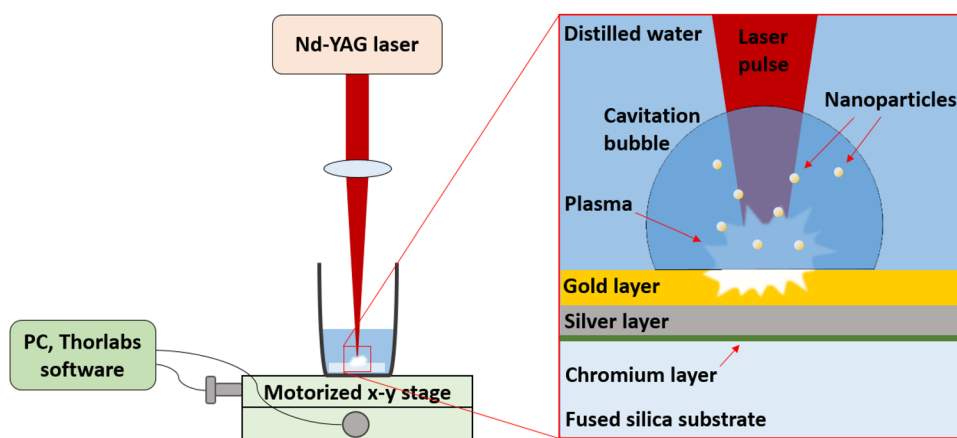 Nd-YAG laser
PC, Thorlabs
software
Motorized x-y stage
Distilled water
Laser
pulse
Nanoparticles
Cavitation
bubble
Plasma
Gold layer
Silver layer
Chromium layer
Fused silica substrate